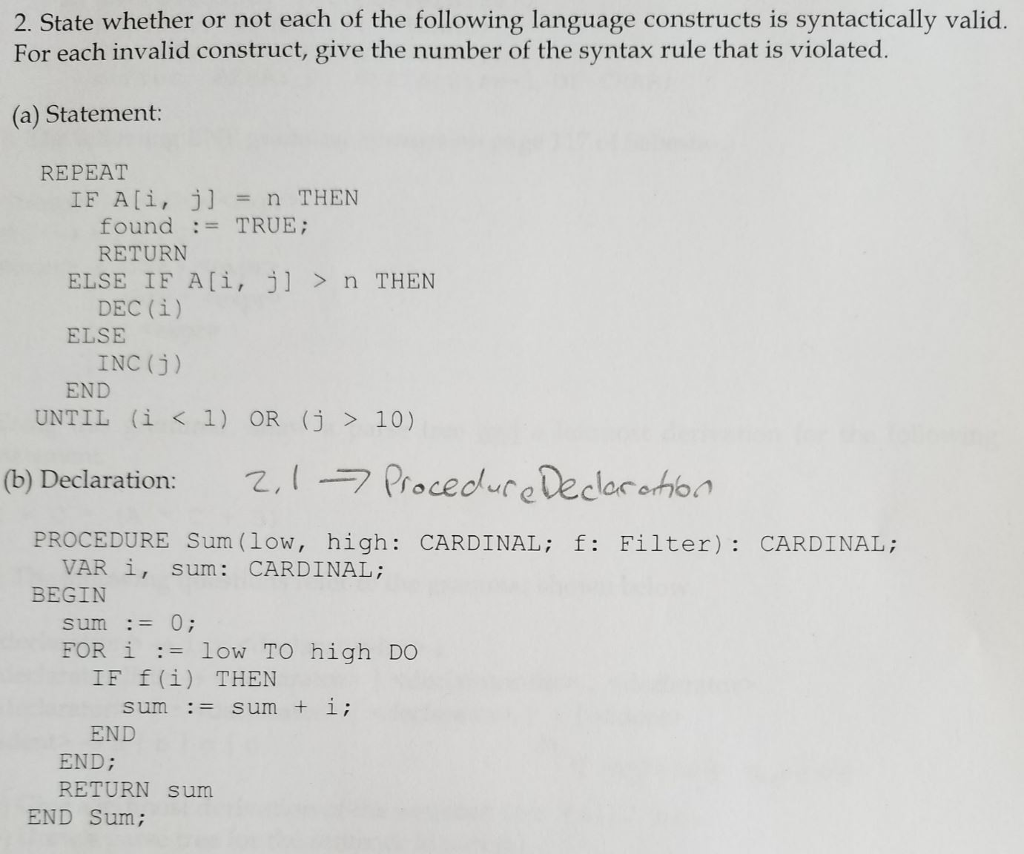 2. State whether or not each of the following language constructs is syntactically valid.
For each invalid construct, give the number of the syntax rule that is violated.
(a) Statement:
REPEAT
IF A[i, j] = n THEN
found := TRUE;
RETURN
ELSE IF A[i, j] > n THEN
DEC(i)
ELSE
INC(j)
END
UNTIL (i < 1) OR (j > 10)
(b) Declaration: 2,1 → ProcedureDeclaration
PROCEDURE Sum(low, high: CARDINAL; f: Filter): CARDINAL;
VAR i, sum: CARDINAL;
BEGIN
sum := 0;
FOR i := low TO high DO
IF f(i) THEN
sum := sum + i;
END
END;
RETURN sum
END Sum;